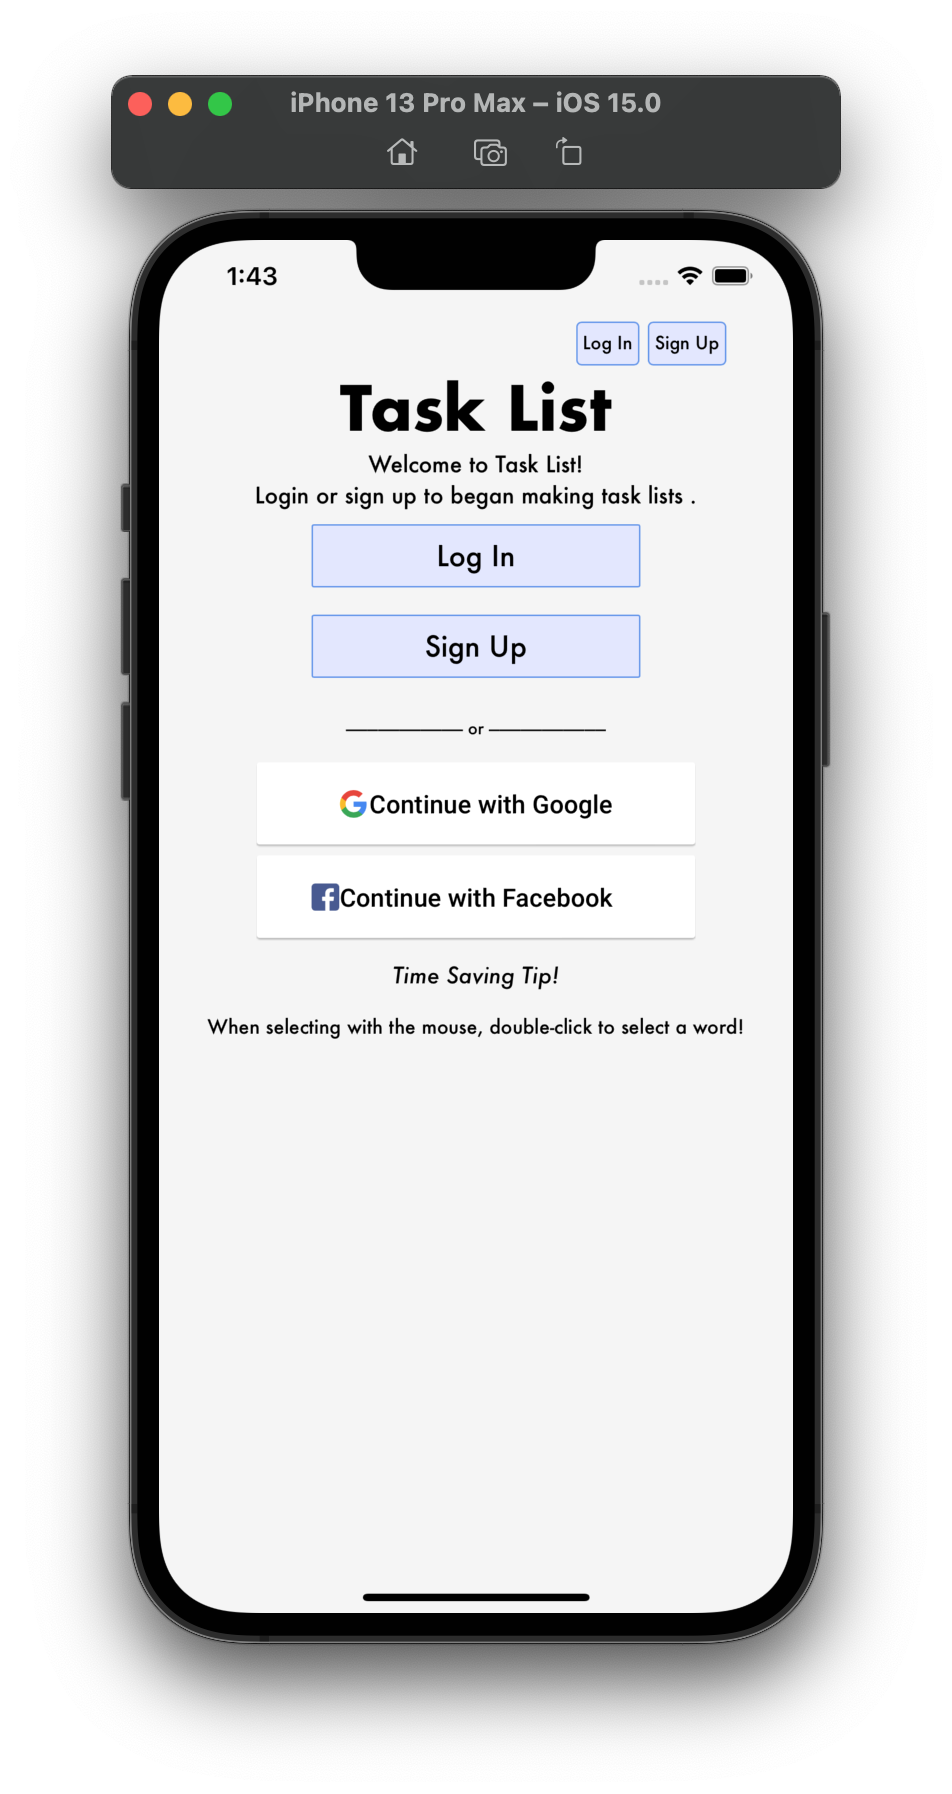 iPhone 13 Pro Max – iOS 15.0
1:43
Log In Sign Up
Task List
Welcome to Task List!
Login or sign up to began making task lists .
Log In
Sign Up
or
Continue with Google
Continue with Facebook
Time Saving Tip!
When selecting with the mouse, double-click to select a word!